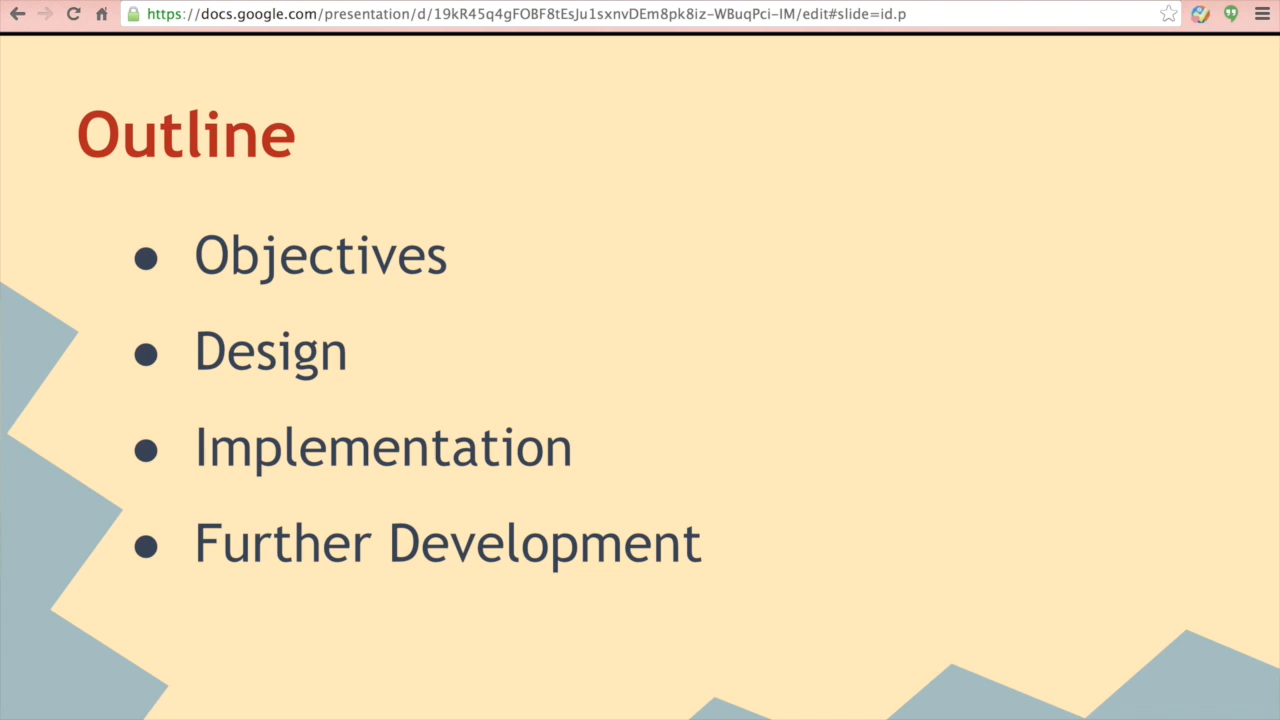 https://docs.google.com/presentation/d/19kR45q4gFOBF8tEsJu1sxnvDEm8pk8iz-WBuqPci-IM/edit#slide=id.p
Outline
● Objectives
● Design
● Implementation
● Further Development